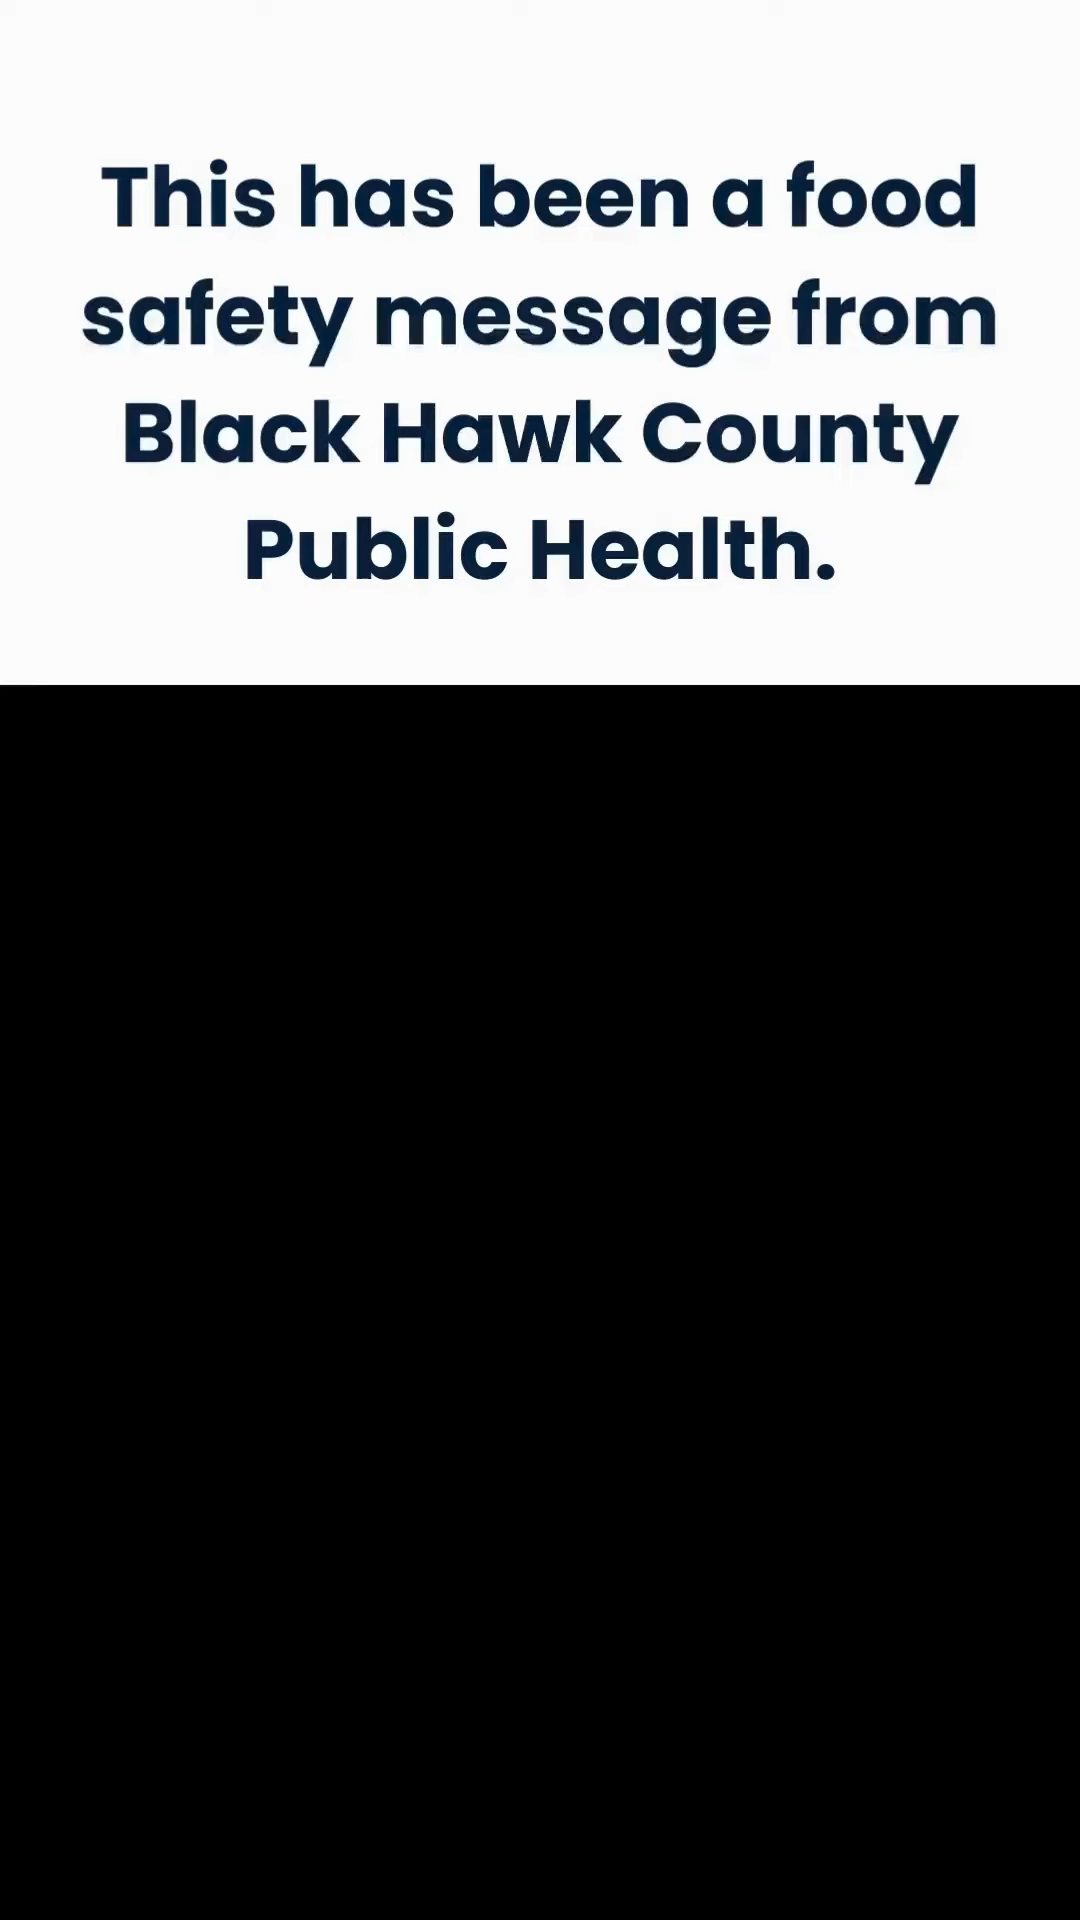 This has been a food
safety message from
Black Hawk County
Public Health.